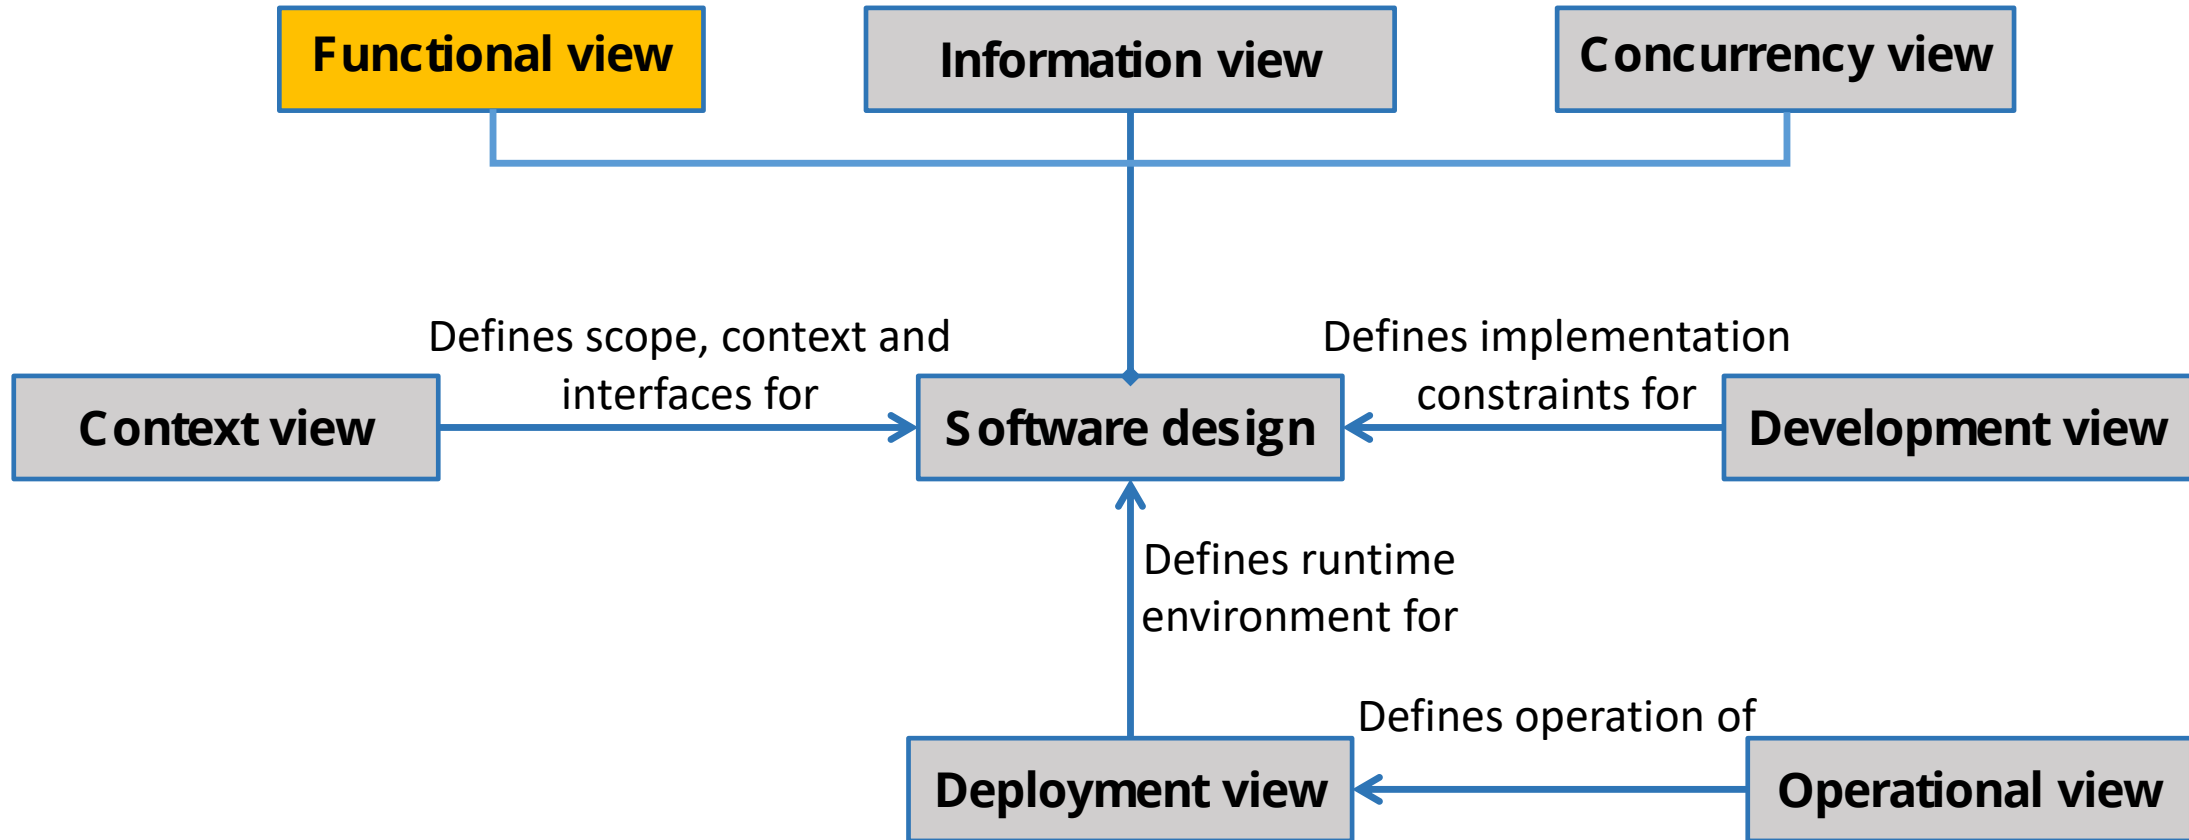 Functional view
Information view
Concurrency view
Defines scope, context and
interfaces for
Defines implementation
constraints for
Context view
Software design
Development view
Defines runtime
environment for
Defines operation of
Deployment view
Operational view